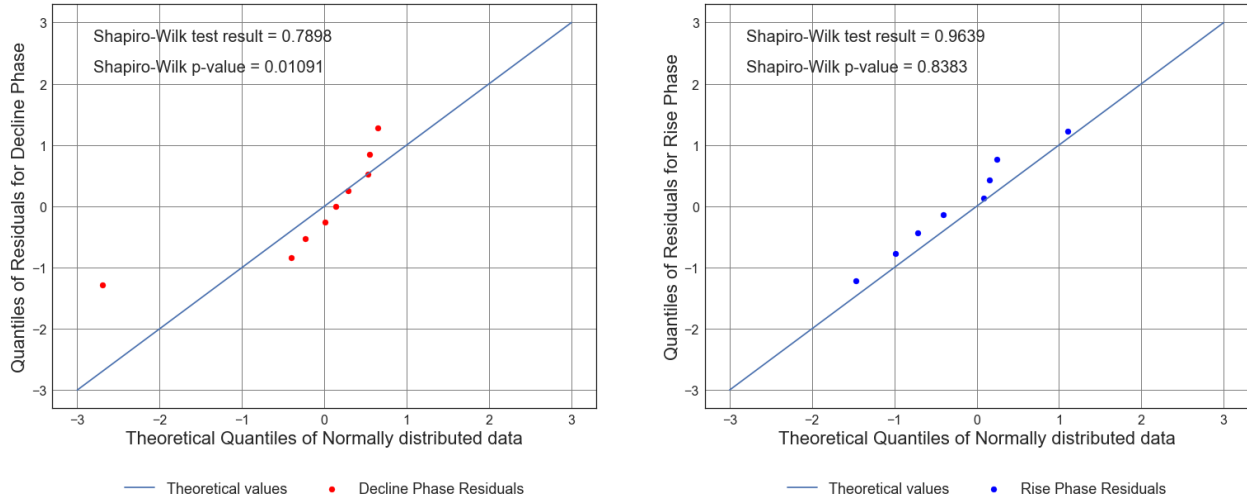 Shapiro-Wilk test result = 0.7898
Shapiro-Wilk p-value = 0.01091
Quantiles of Residuals for Decline Phase
3
2
1
0
−1
−2
−3
−3 −2 −1 0 1 2 3
Theoretical Quantiles of Normally distributed data
Theoretical values Decline Phase Residuals
Shapiro-Wilk test result = 0.9639
Shapiro-Wilk p-value = 0.8383
Quantiles of Residuals for Rise Phase
3
2
1
0
−1
−2
−3
−3 −2 −1 0 1 2 3
Theoretical Quantiles of Normally distributed data
Theoretical values Rise Phase Residuals